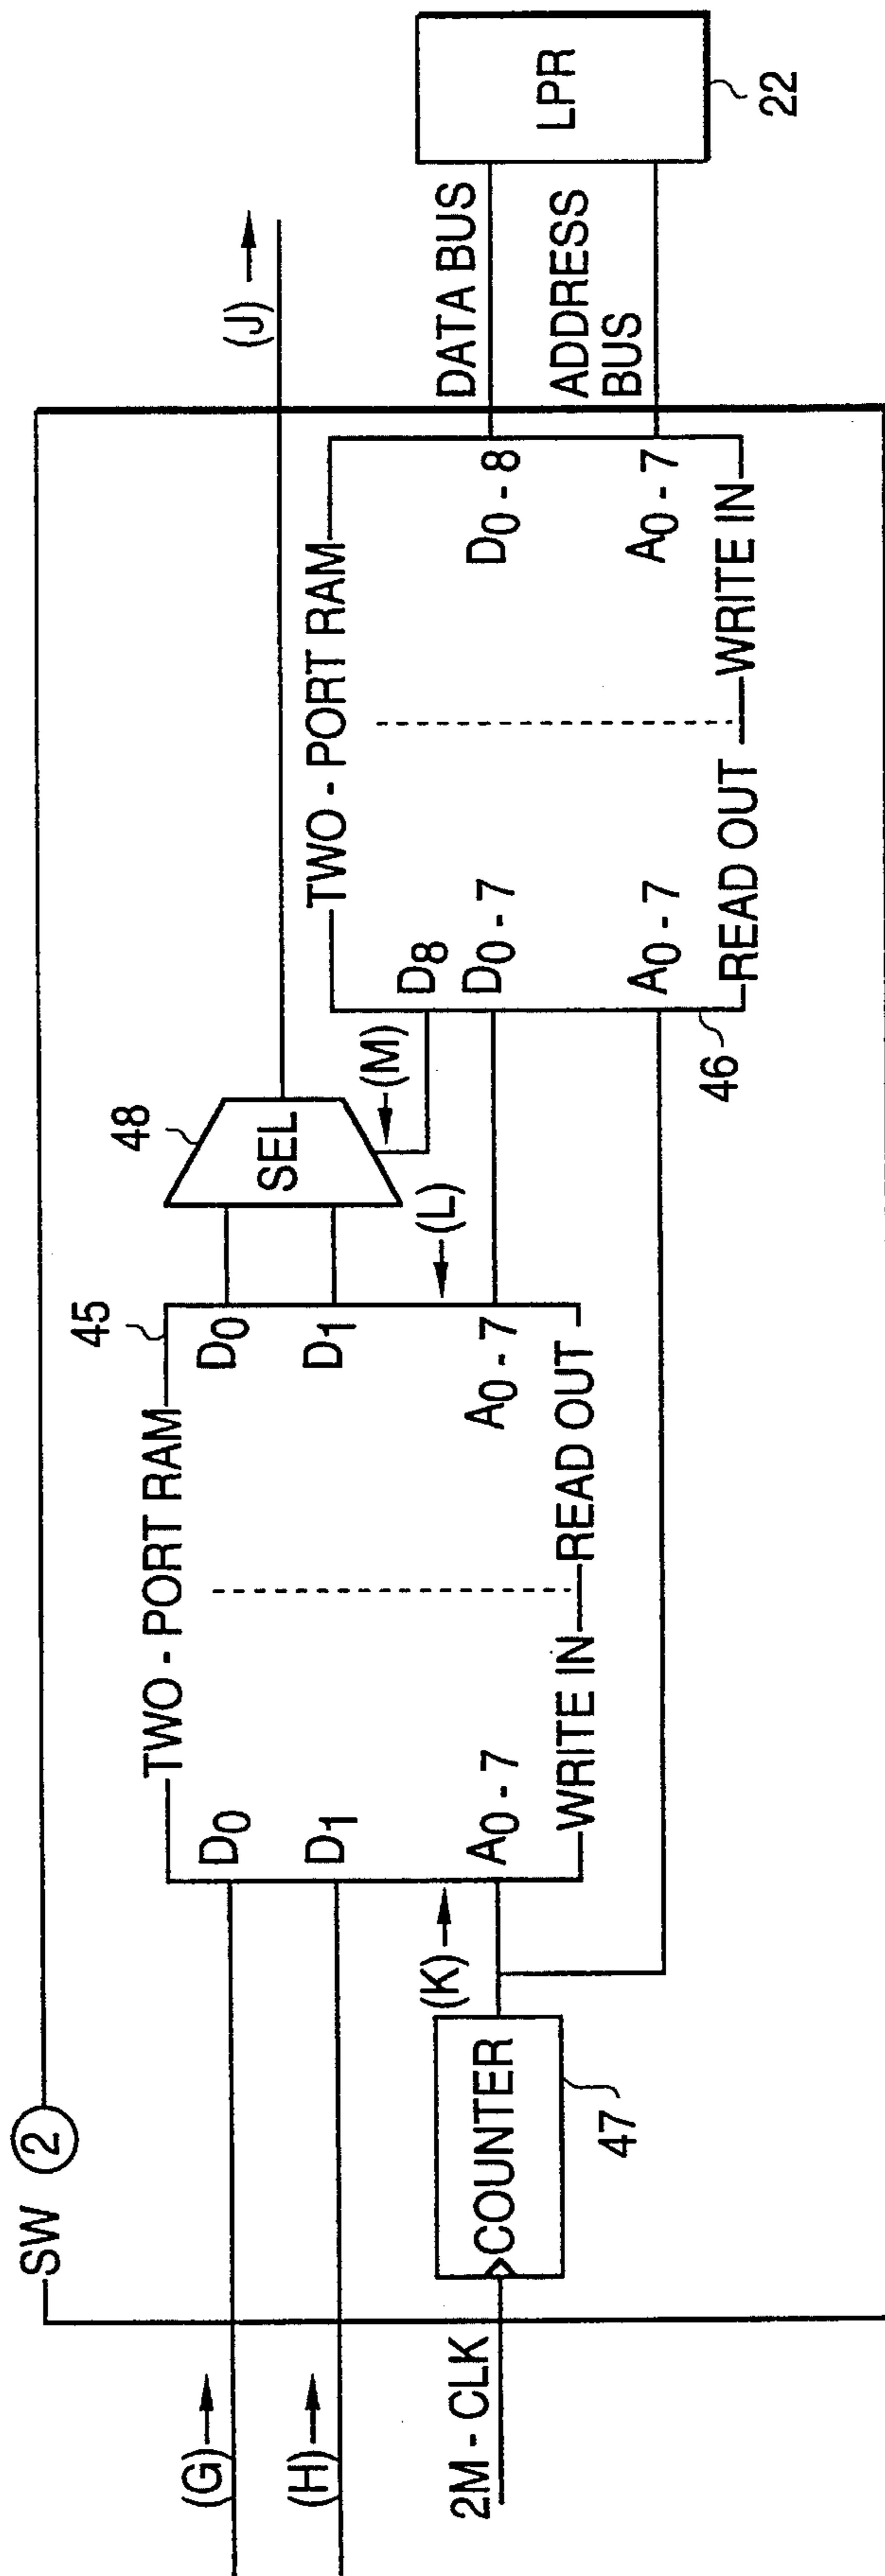 SW 2
(G)
(H)
2M - CLK
COUNTER
47
(K)
TWO - PORT RAM
45
D0
D1
A0 - 7
WRITE IN
READ OUT
D0
D1
A0 - 7
(L)
48
SEL
(M)
(J)
TWO - PORT RAM
46
D8
D0 - 7
A0 - 7
READ OUT
WRITE IN
D0 - 8
A0 - 7
DATA BUS
ADDRESS
BUS
LPR
22